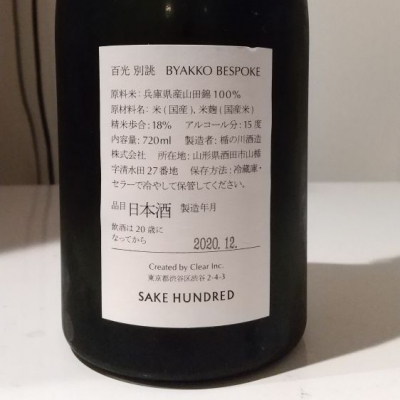 百光 別誂 BYAKKO BESPOKE
原料米：兵庫県産山田錦100%
原材料名：米（国産）、米麹（国産米）
精米歩合：18% アルコール分：15度
内容量：720ml 製造者：楯の川酒造
株式会社 所在地：山形県酒田市山楯
字清水田27番地 保存方法：冷蔵庫・
セラーで冷やして保管してください。
品目 日本酒 製造年月
飲酒は20歳に
なってから 2020.12.
Created by Clear Inc.
東京都渋谷区渋谷 2-4-3
SAKE HUNDRED